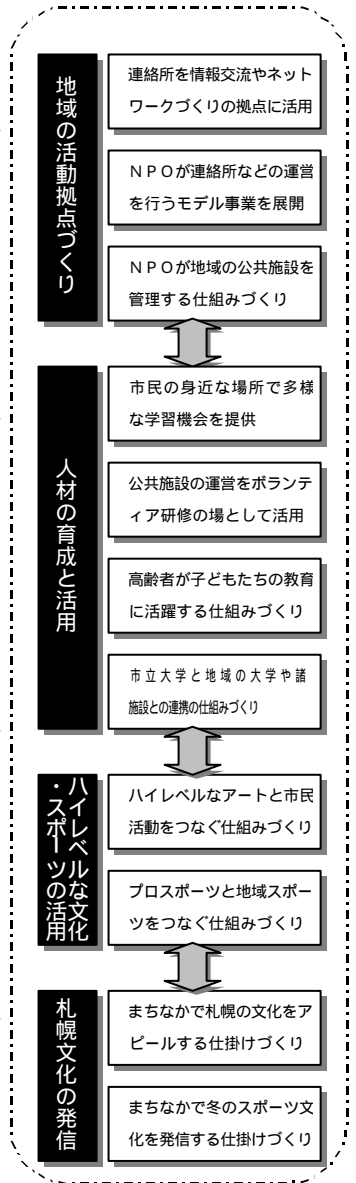 地域の活動拠点づくり
連絡所を情報交流やネット
ワークづくりの拠点に活用
ＮＰＯが連絡所などの運営
を行うモデル事業を展開
ＮＰＯが地域の公共施設を
管理する仕組みづくり
人材の育成と活用
市民の身近な場所で多様
な学習機会を提供
公共施設の運営をボランテ
ィア研修の場として活用
高齢者が子どもたちの教育
に活躍する仕組みづくり
市立大学と地域の大学や諸
施設との連携の仕組みづくり
ハイレベルな文化
・スポーツの活用
ハイレベルなアートと市民
活動をつなぐ仕組みづくり
プロスポーツと地域スポー
ツをつなぐ仕組みづくり
札幌文化の発信
まちなかで札幌の文化をア
ピールする仕掛けづくり
まちなかで冬のスポーツ文
化を発信する仕掛けづくり